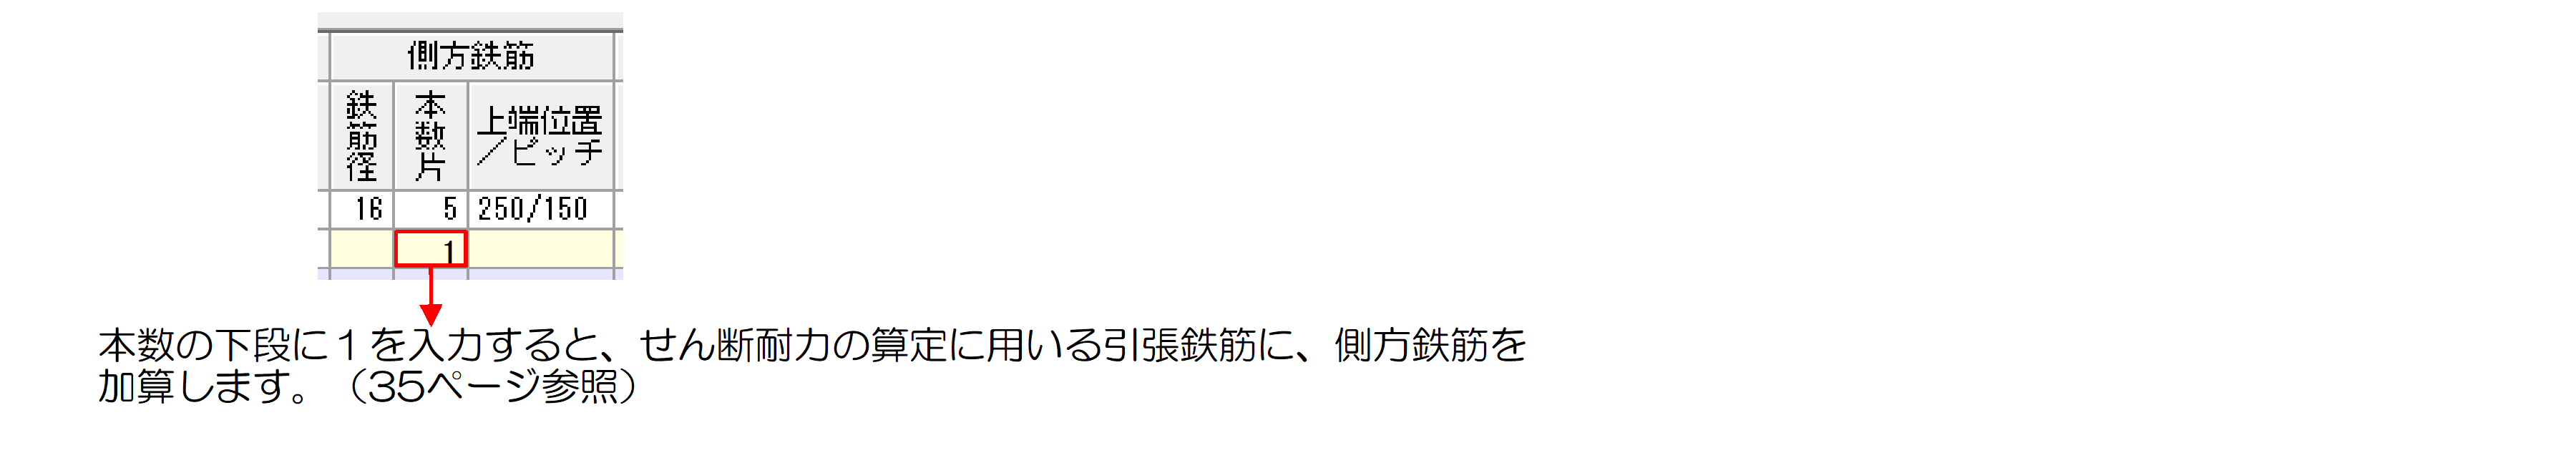 側方鉄筋
鉄筋径
本数片
上端位置
／ピッチ
16 5 250/150
1
本数の下段に１を入力すると、せん断耐力の算定に用いる引張鉄筋に、側方鉄筋を
加算します。（35ページ参照）